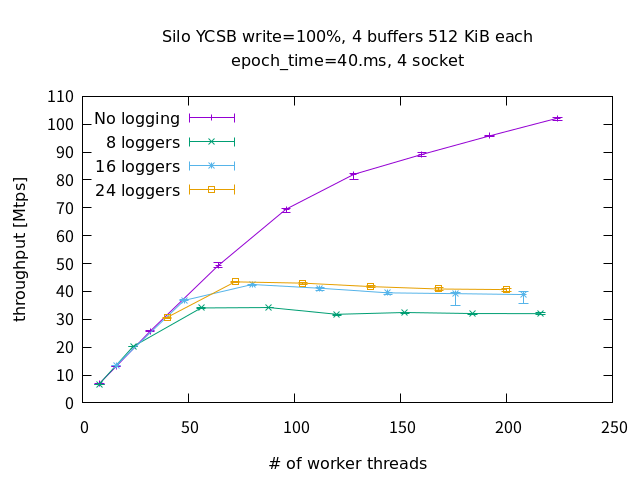 Silo YCSB write=100%, 4 buffers 512 KiB each
epoch_time=40.ms, 4 socket
throughput [Mtps]
110
100
90
80
70
60
50
40
30
20
10
0
No logging
8 loggers
16 loggers
24 loggers
0 50 100 150 200 250
# of worker threads